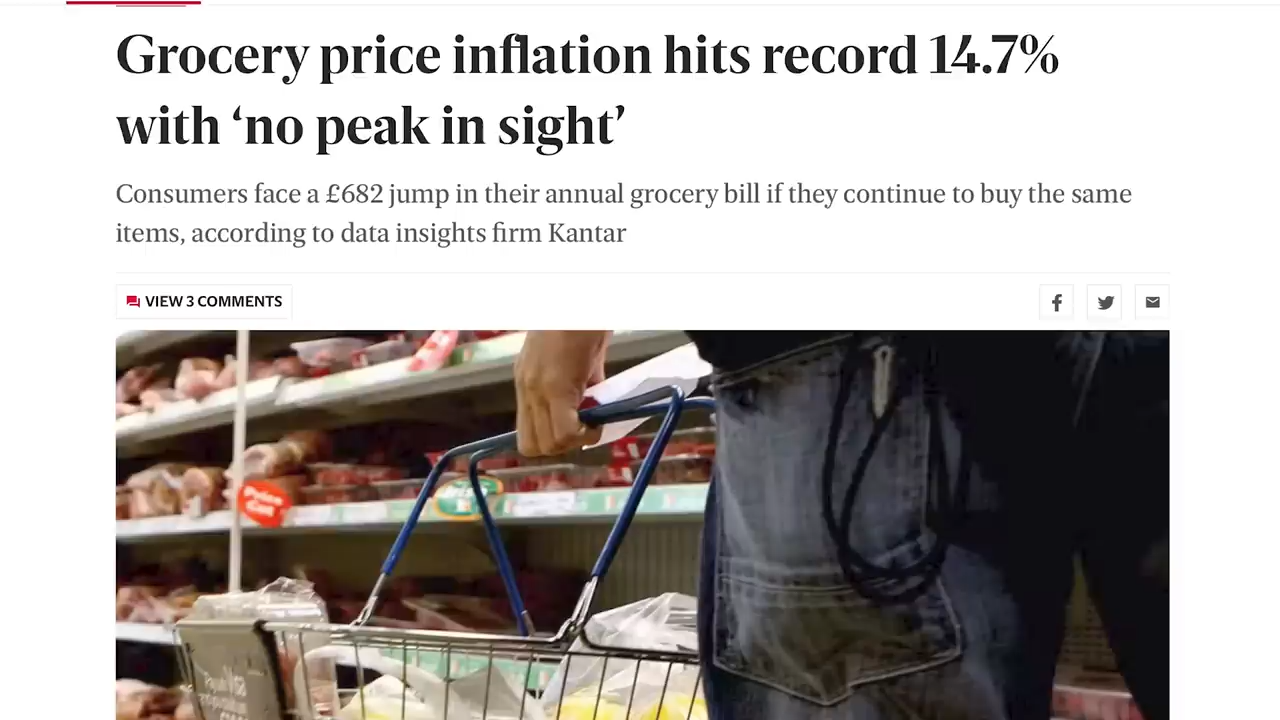 Grocery price inflation hits record 14.7%
with ‘no peak in sight’
Consumers face a £682 jump in their annual grocery bill if they continue to buy the same
items, according to data insights firm Kantar
VIEW 3 COMMENTS
Price
Cut